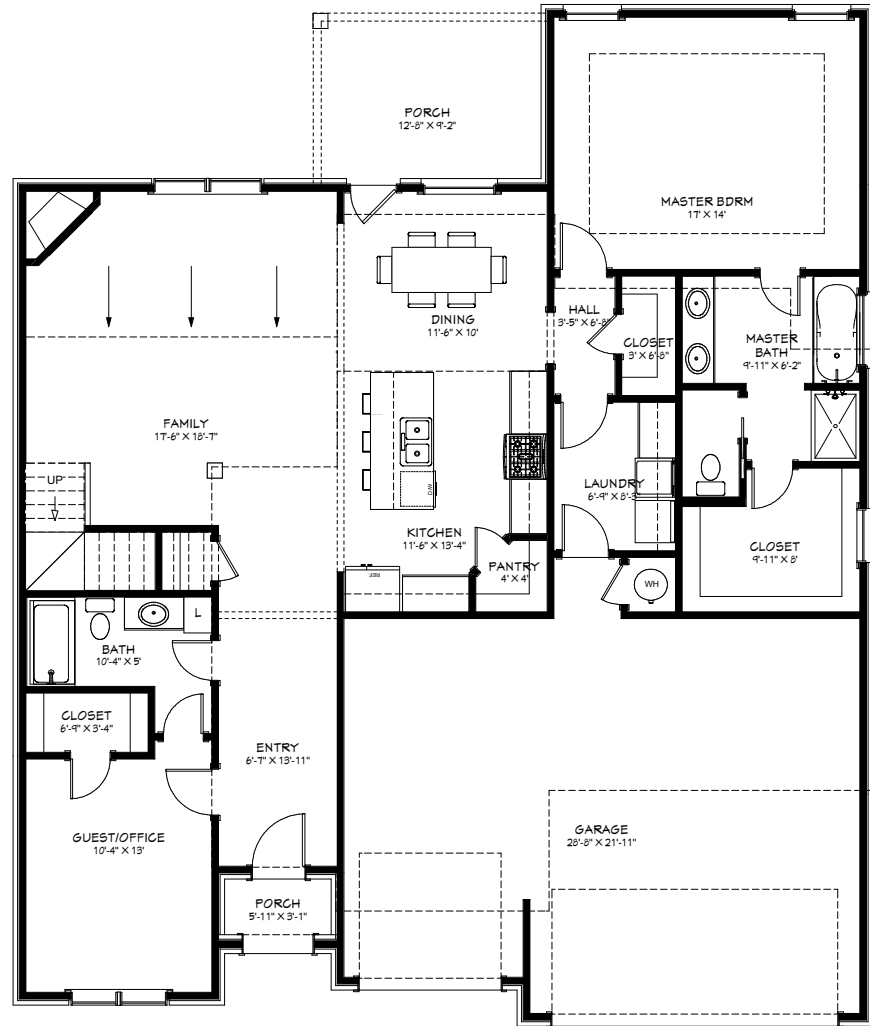 PORCH
12'-8" X 9'-2"
MASTER BDRM
17' X 14'
HALL
3'-5" X 6'-8"
DINING
11'-6" X 10'
CLOSET
3' X 6'-8"
MASTER
BATH
9'-11" X 6'-2"
FAMILY
17'-6" X 18'-7"
UP
D/W
LAUNDRY
6'-9" X 8'-3"
KITCHEN
11'-6" X 13'-4"
PANTRY
4' X 4'
REF
WH
CLOSET
9'-11" X 8'
L
BATH
10'-4" X 5'
CLOSET
6'-9" X 3'-4"
ENTRY
6'-7" X 13'-11"
GUEST/OFFICE
10'-4" X 13'
GARAGE
28'-8" X 21'-11"
PORCH
5'-11" X 3'-1"